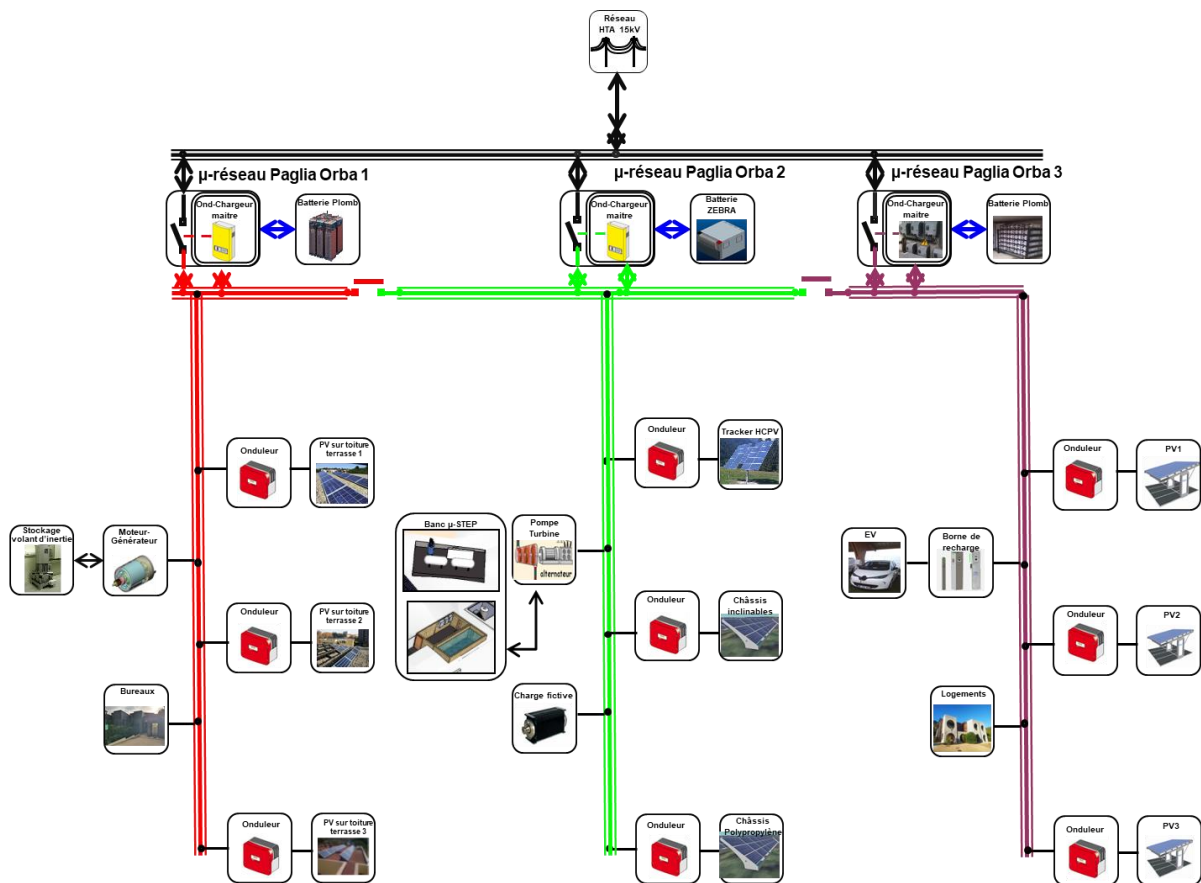 Réseau
HTA 15kV
µ-réseau Paglia Orba 1
µ-réseau Paglia Orba 2
µ-réseau Paglia Orba 3
Ond-Chargeur
maitre
Batterie Plomb
Ond-Chargeur
maitre
Batterie
ZEBRA
Ond-Chargeur
maitre
Batterie Plomb
Onduleur
PV sur toiture
terrasse 1
Stockage
volant d'inertie
Moteur-
Générateur
Onduleur
PV sur toiture
terrasse 2
Bureaux
Onduleur
PV sur toiture
terrasse 3
Onduleur
Tracker HCPV
Banc µ-STEP
Pompe
Turbine
alternateur
Onduleur
Châssis
inclinables
Charge fictive
Onduleur
Châssis
Polypropylène
Onduleur
PV1
EV
Borne de
recharge
Onduleur
PV2
Logements
Onduleur
PV3